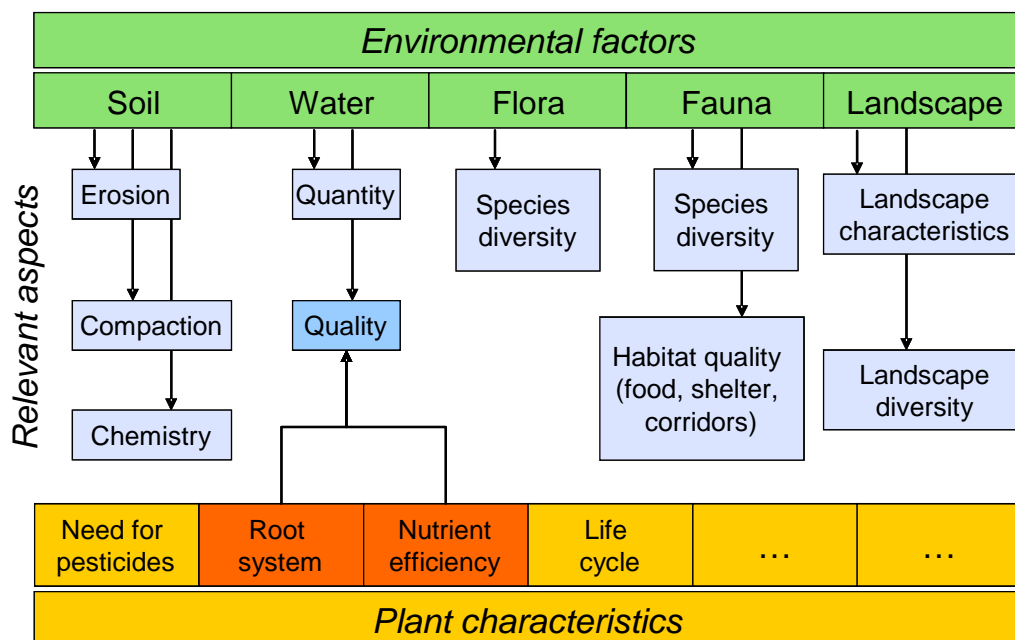 Environmental factors
Soil
Water
Flora
Fauna
Landscape
Relevant aspects
Erosion
Quantity
Species
diversity
Species
diversity
Landscape
characteristics
Compaction
Quality
Habitat quality
(food, shelter,
corridors)
Landscape
diversity
Chemistry
Need for
pesticides
Root
system
Nutrient
efficiency
Life
cycle
...
...
Plant characteristics